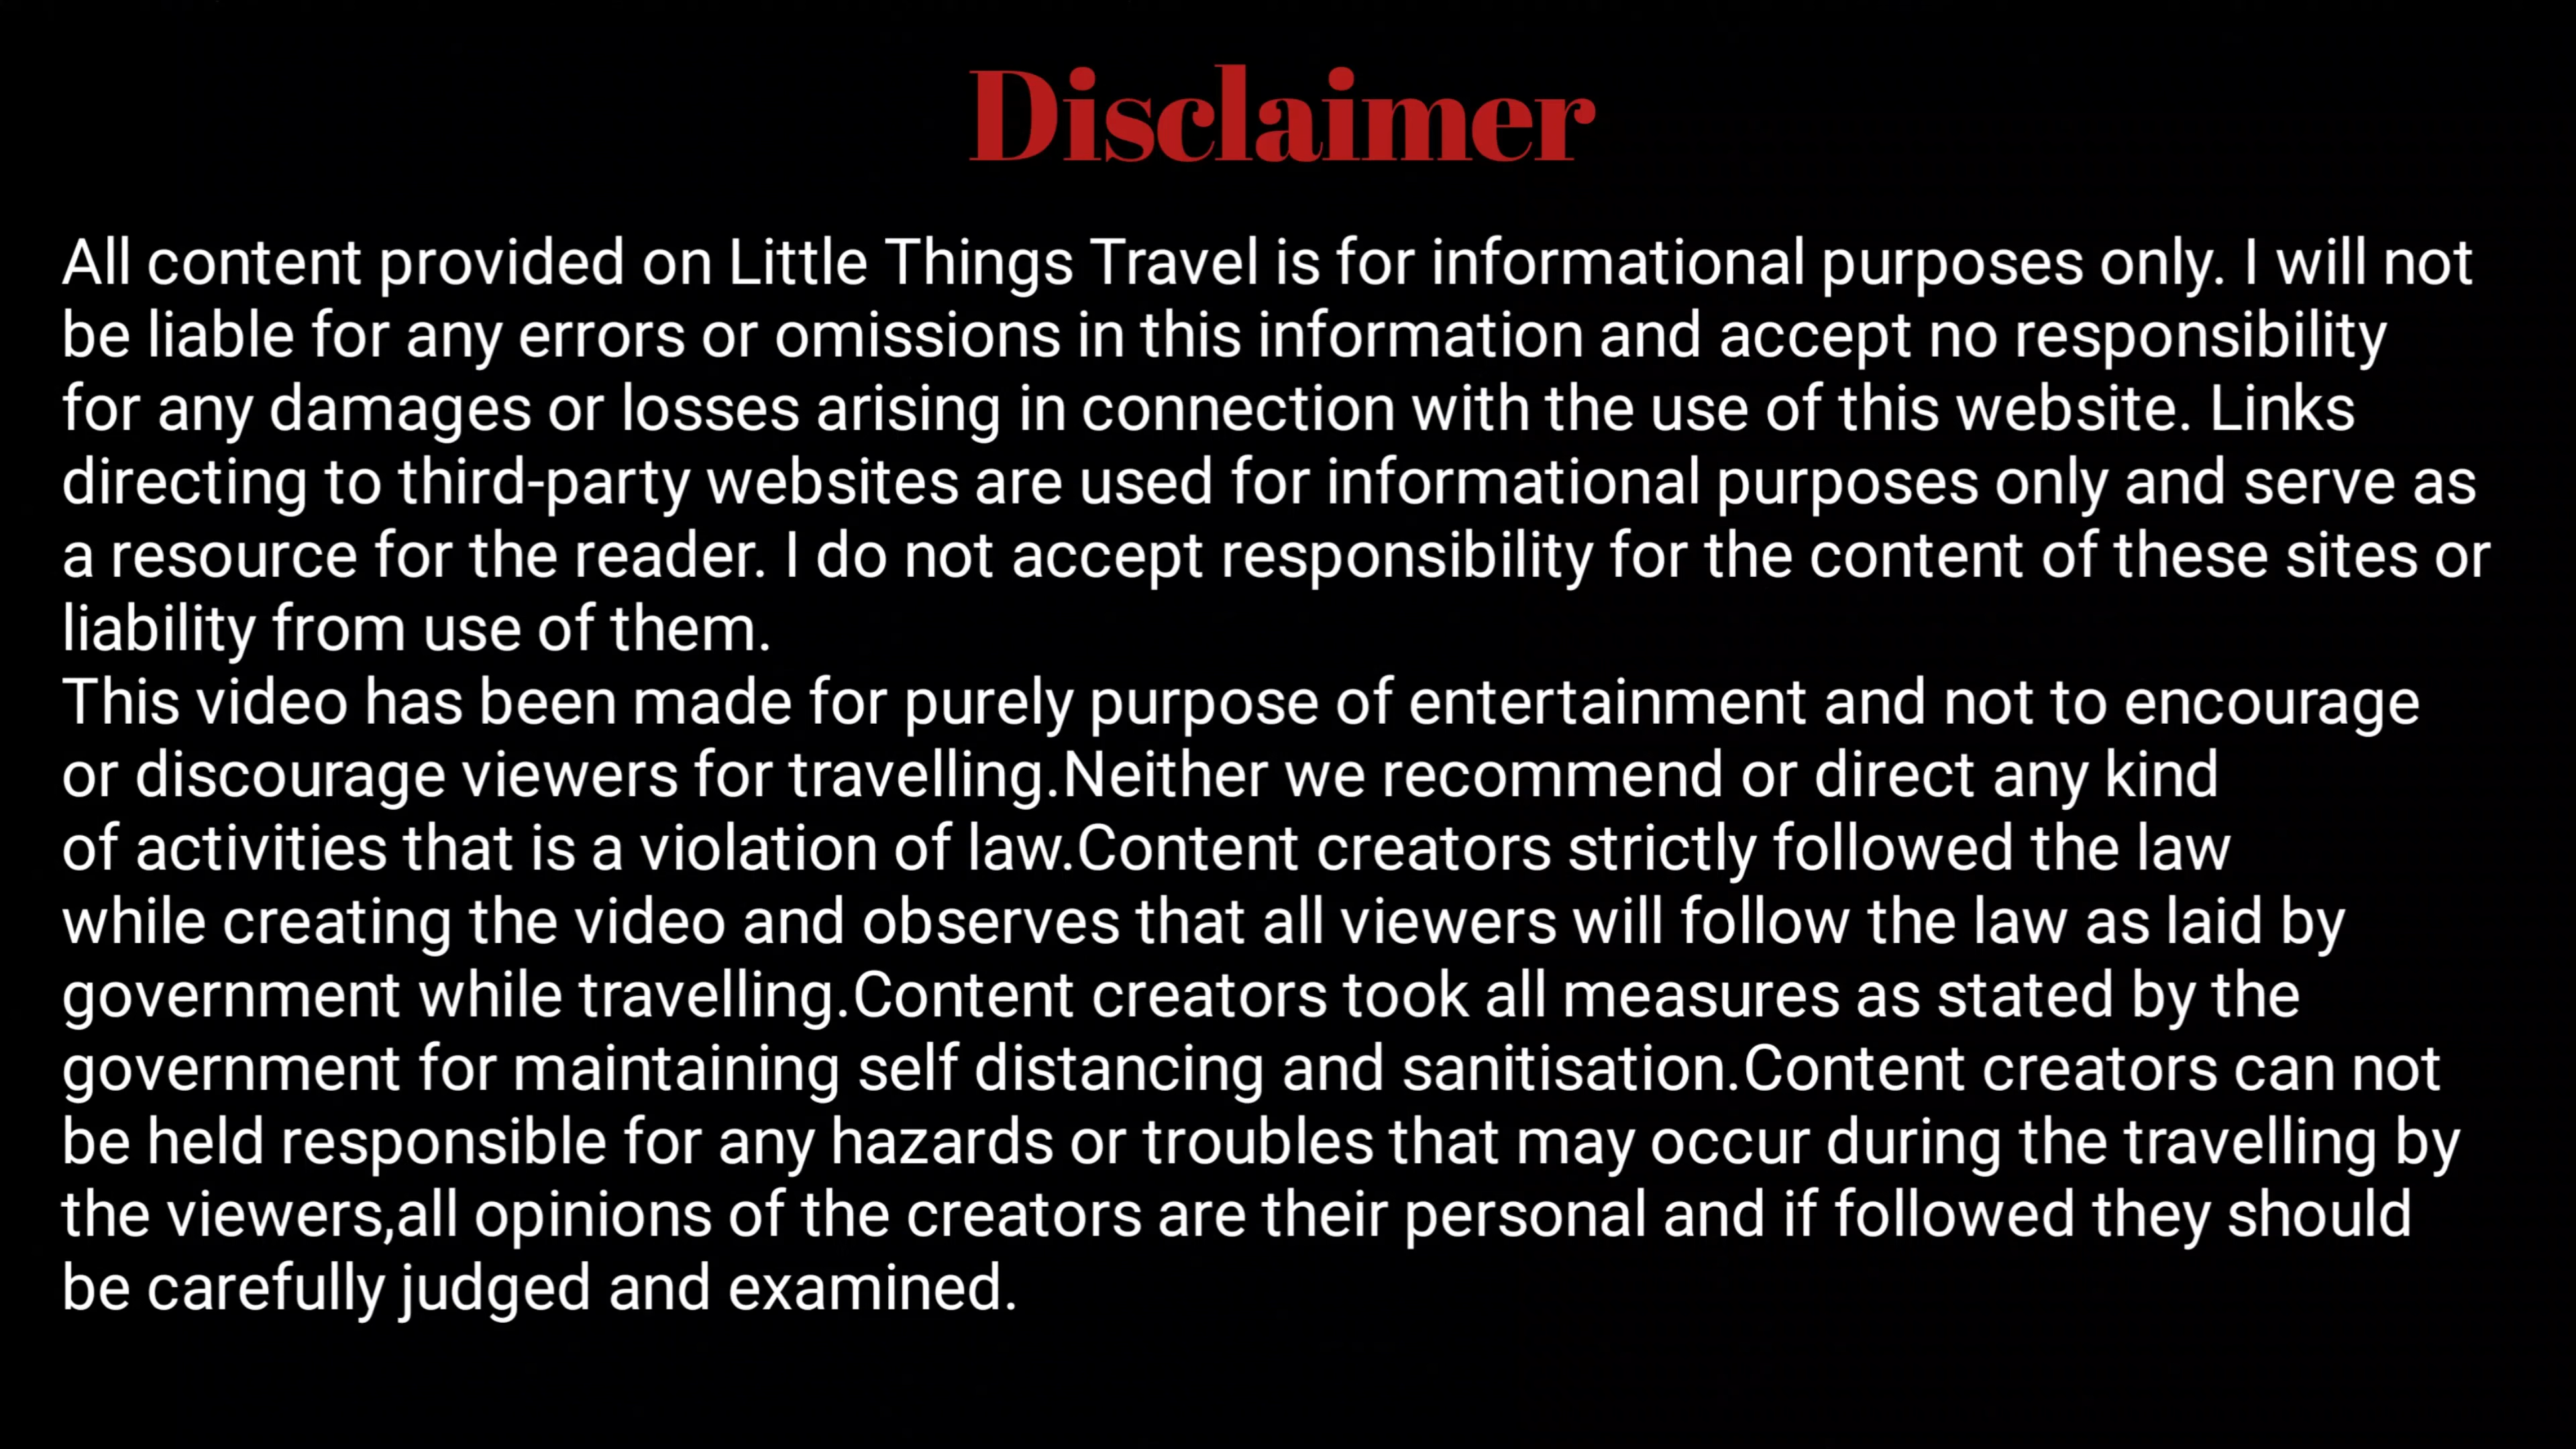 Disclaimer
All content provided on Little Things Travel is for informational purposes only. I will not
be liable for any errors or omissions in this information and accept no responsibility
for any damages or losses arising in connection with the use of this website. Links
directing to third-party websites are used for informational purposes only and serve as
a resource for the reader. I do not accept responsibility for the content of these sites or
liability from use of them.
This video has been made for purely purpose of entertainment and not to encourage
or discourage viewers for travelling.Neither we recommend or direct any kind
of activities that is a violation of law.Content creators strictly followed the law
while creating the video and observes that all viewers will follow the law as laid by
government while travelling.Content creators took all measures as stated by the
government for maintaining self distancing and sanitisation.Content creators can not
be held responsible for any hazards or troubles that may occur during the travelling by
the viewers,all opinions of the creators are their personal and if followed they should
be carefully judged and examined.